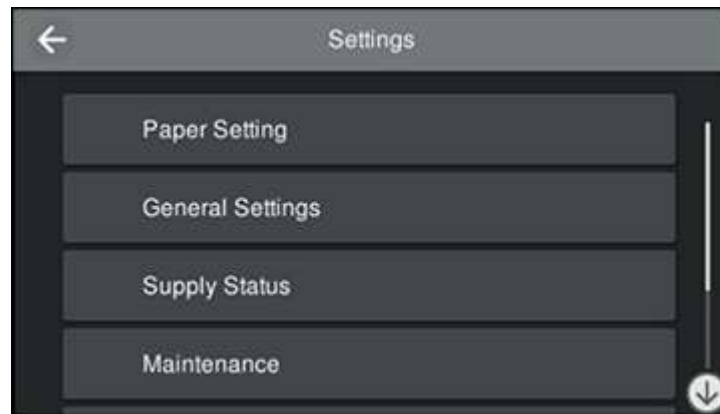 Settings
Paper Setting
General Settings
Supply Status
Maintenance